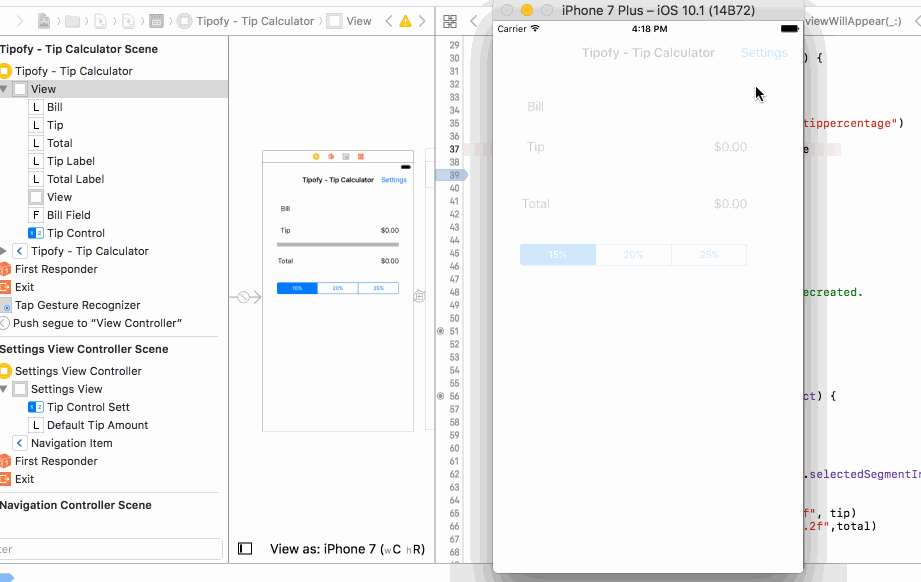 Tipofy - Tip Calculator
View
Tipofy - Tip Calculator Scene
Tipofy - Tip Calculator
View
L Bill
L Tip
L Total
L Tip Label
L Total Label
View
F Bill Field
1 2 Tip Control
Tipofy - Tip Calculator
First Responder
Exit
Tap Gesture Recognizer
Push segue to “View Controller”
Settings View Controller Scene
Settings View Controller
Settings View
1 2 Tip Control Sett
L Default Tip Amount
Navigation Item
First Responder
Exit
Navigation Controller Scene
ter
Tipofy - Tip Calculator Settings
Bill
Tip $0.00
Total $0.00
15% 20% 25%
View as: iPhone 7 (wC hR)
29
30
31
32
33
34
35
36
37
38
39
40
41
42
43
44
45
46
47
48
49
50
51
52
53
54
55
56
57
58
59
60
61
62
63
64
65
66
67
68
iPhone 7 Plus – iOS 10.1 (14B72)
Carrier 4:18 PM
Tipofy - Tip Calculator Settings
Bill
Tip $0.00
Total $0.00
15% 20% 25%
viewWillAppear(_:)
) {
tippercentage")
e
ecreated.
ct) {
.selectedSegmentIn
f", tip)
.2f",total)